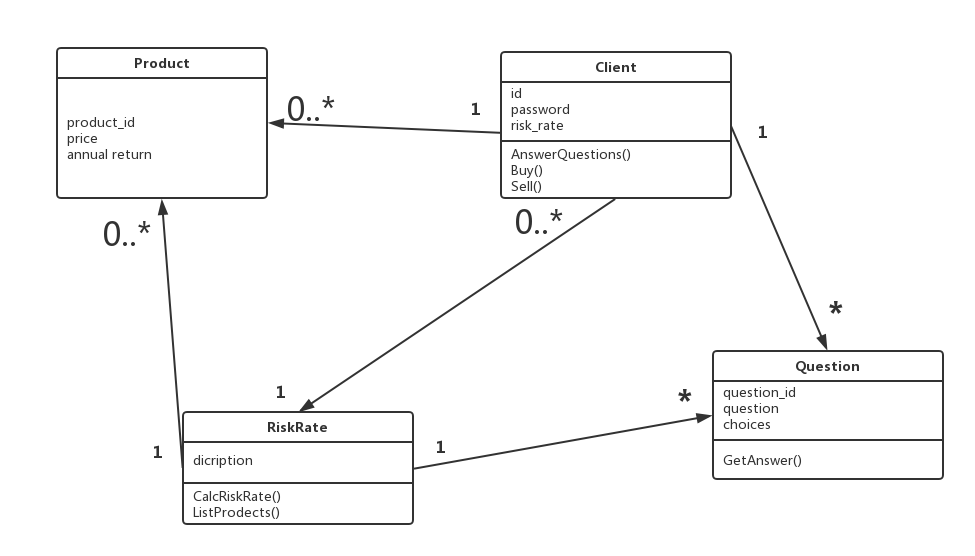 Product
product_id
price
annual return
0..*
1
Client
id
password
risk_rate
AnswerQuestions()
Buy()
Sell()
1
0..*
0..*
*
1
1
RiskRate
dicription
CalcRiskRate()
ListProdects()
1
*
Question
question_id
question
choices
GetAnswer()